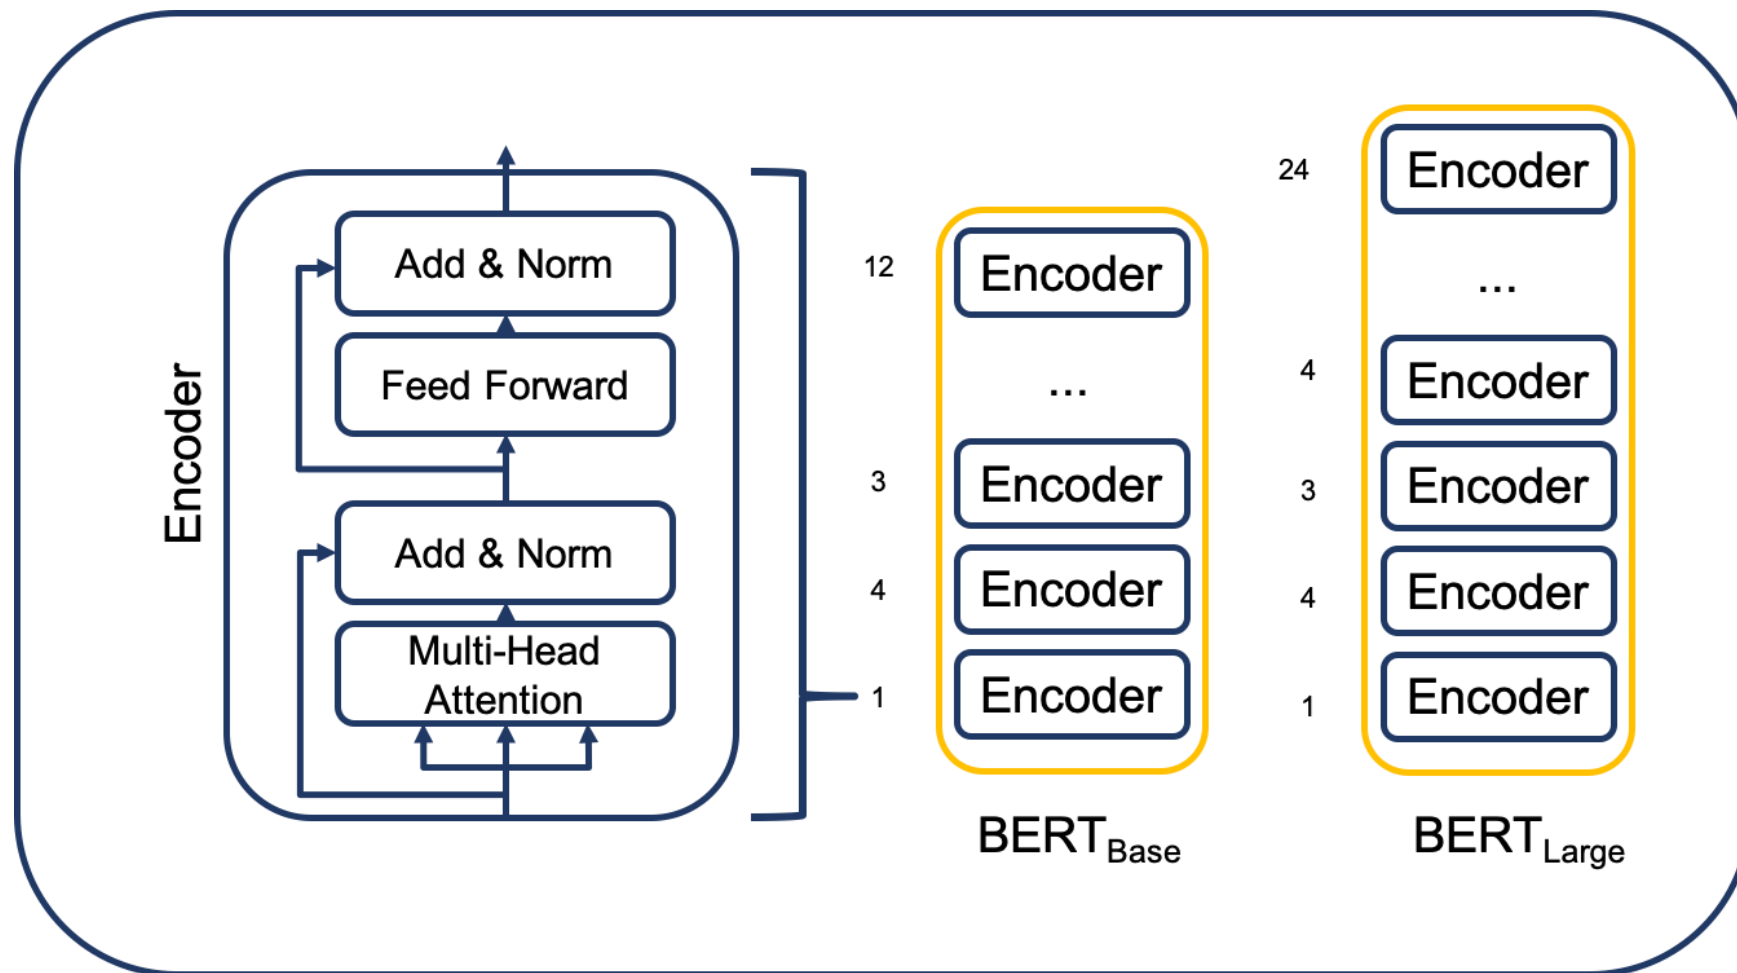 Encoder
Add & Norm
Feed Forward
Add & Norm
Multi-Head
Attention
12
Encoder
...
3
Encoder
4
Encoder
1
Encoder
BERTBase
24
Encoder
...
4
Encoder
3
Encoder
4
Encoder
1
Encoder
BERTLarge